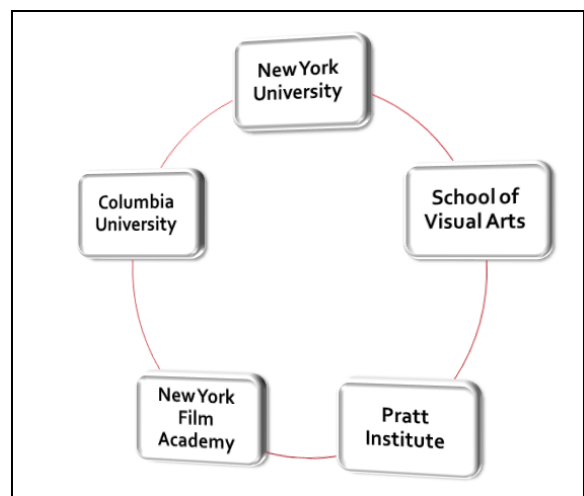 New York
University
School of
Visual Arts
Pratt
Institute
New York
Film
Academy
Columbia
University